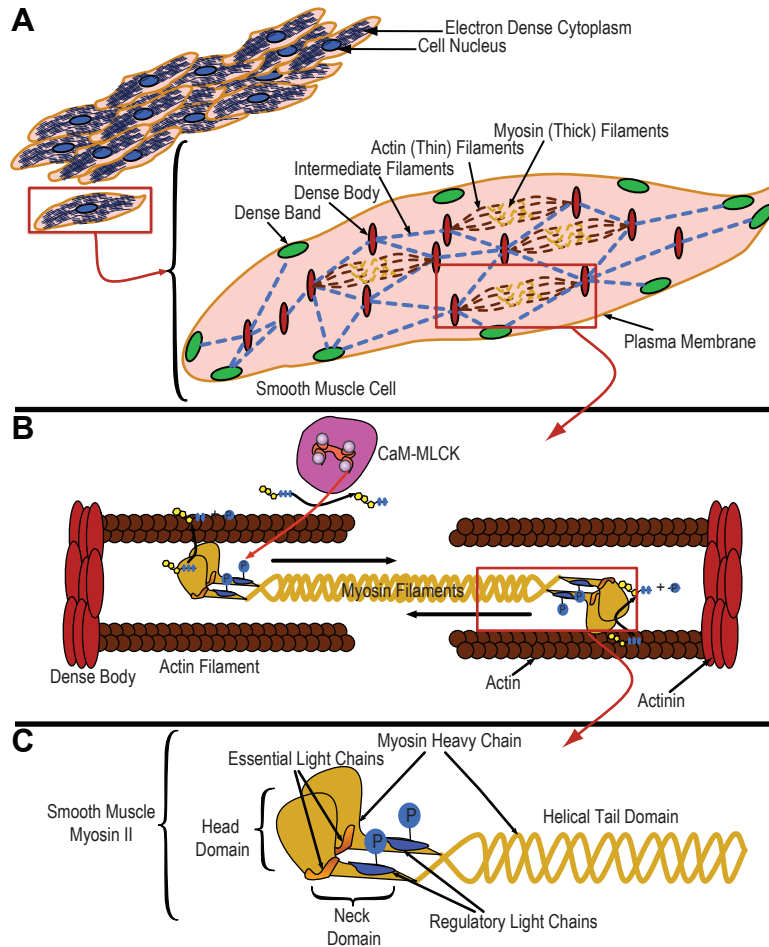 A
Electron Dense Cytoplasm
Cell Nucleus
Myosin (Thick) Filaments
Actin (Thin) Filaments
Intermediate Filaments
Dense Body
Dense Band
Plasma Membrane
Smooth Muscle Cell
B
CaM-MLCK
+ P
P
P
Myosin Filaments
+ P
P
P
Actin Filament
Dense Body
Actin
Actinin
C
Myosin Heavy Chain
Essential Light Chains
Smooth Muscle
Myosin II
Head
Domain
P
P
Helical Tail Domain
Neck
Domain
Regulatory Light Chains